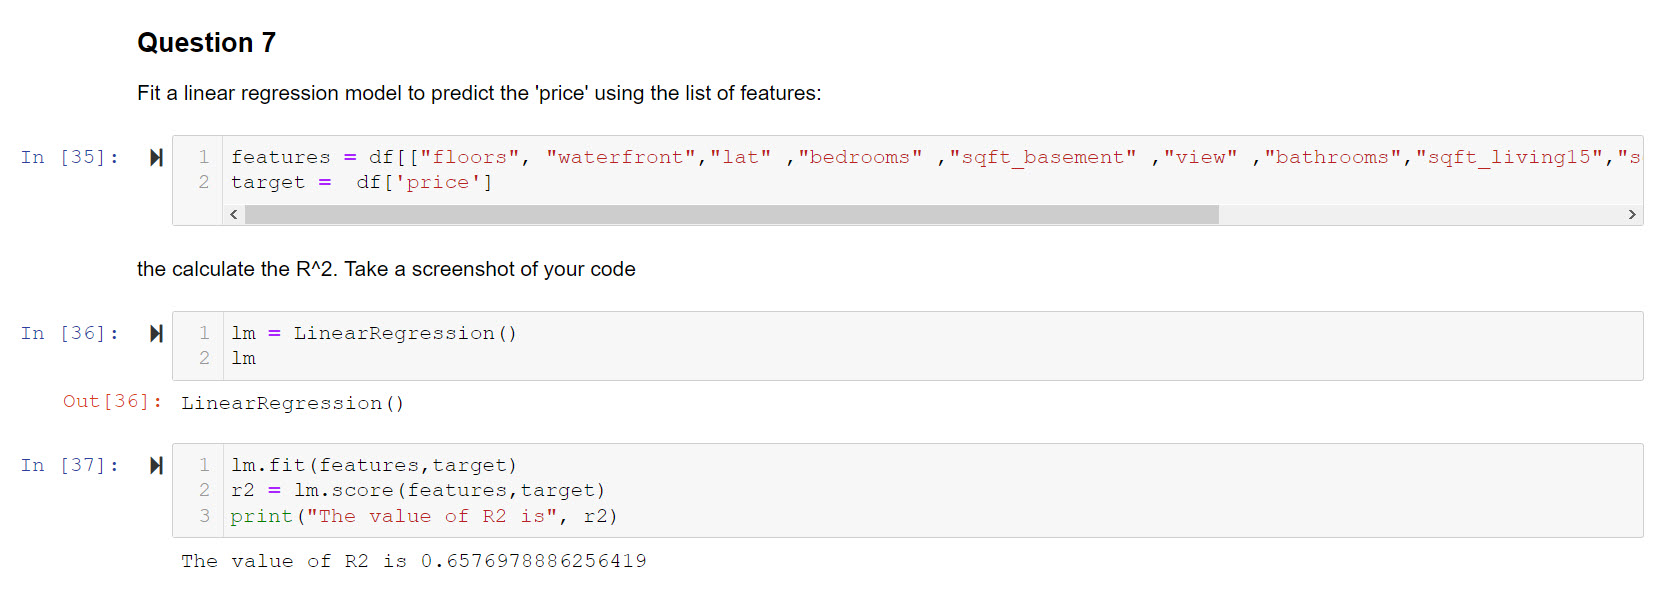 Question 7
Fit a linear regression model to predict the 'price' using the list of features:
In [35]:
1 features = df[["floors", "waterfront","lat" ,"bedrooms" ,"sqft_basement" ,"view" ,"bathrooms","sqft_living15","s
2 target =  df['price']
the calculate the R^2. Take a screenshot of your code
In [36]:
1 lm = LinearRegression()
2 lm
Out[36]: LinearRegression()
In [37]:
1 lm.fit(features,target)
2 r2 = lm.score(features,target)
3 print("The value of R2 is", r2)
The value of R2 is 0.6576978886256419